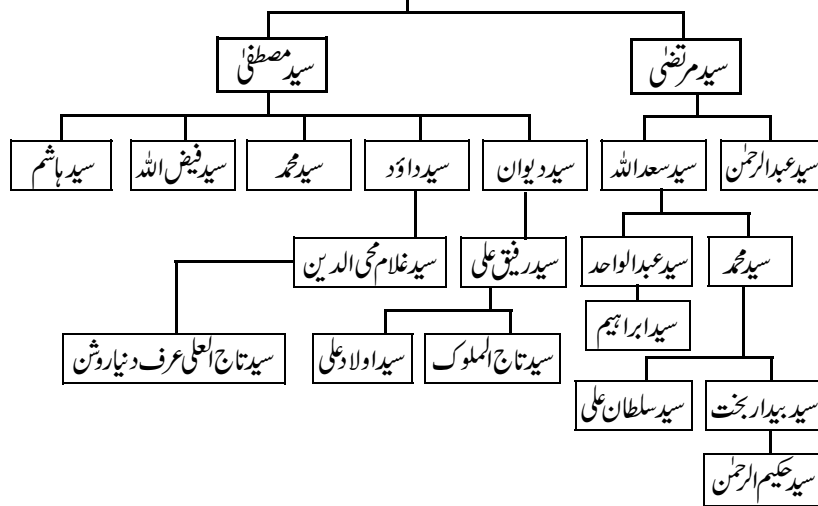 سید مرتضیٰ
سید مصطفیٰ
سید عبدالرحمٰن
سید سعد اللہ
سید دیوان
سید داؤد
سید محمد
سید فیض اللہ
سید ہاشم
سید محمد
سید عبدالواحد
سید رفیق علی
سید غلام محی الدین
سید ابراہیم
سید تاج الملوک
سید اولاد علی
سید تاج العلی عرف دنیا روشن
سید بیدار بخت
سید سلطان علی
سید حکیم الرحمٰن